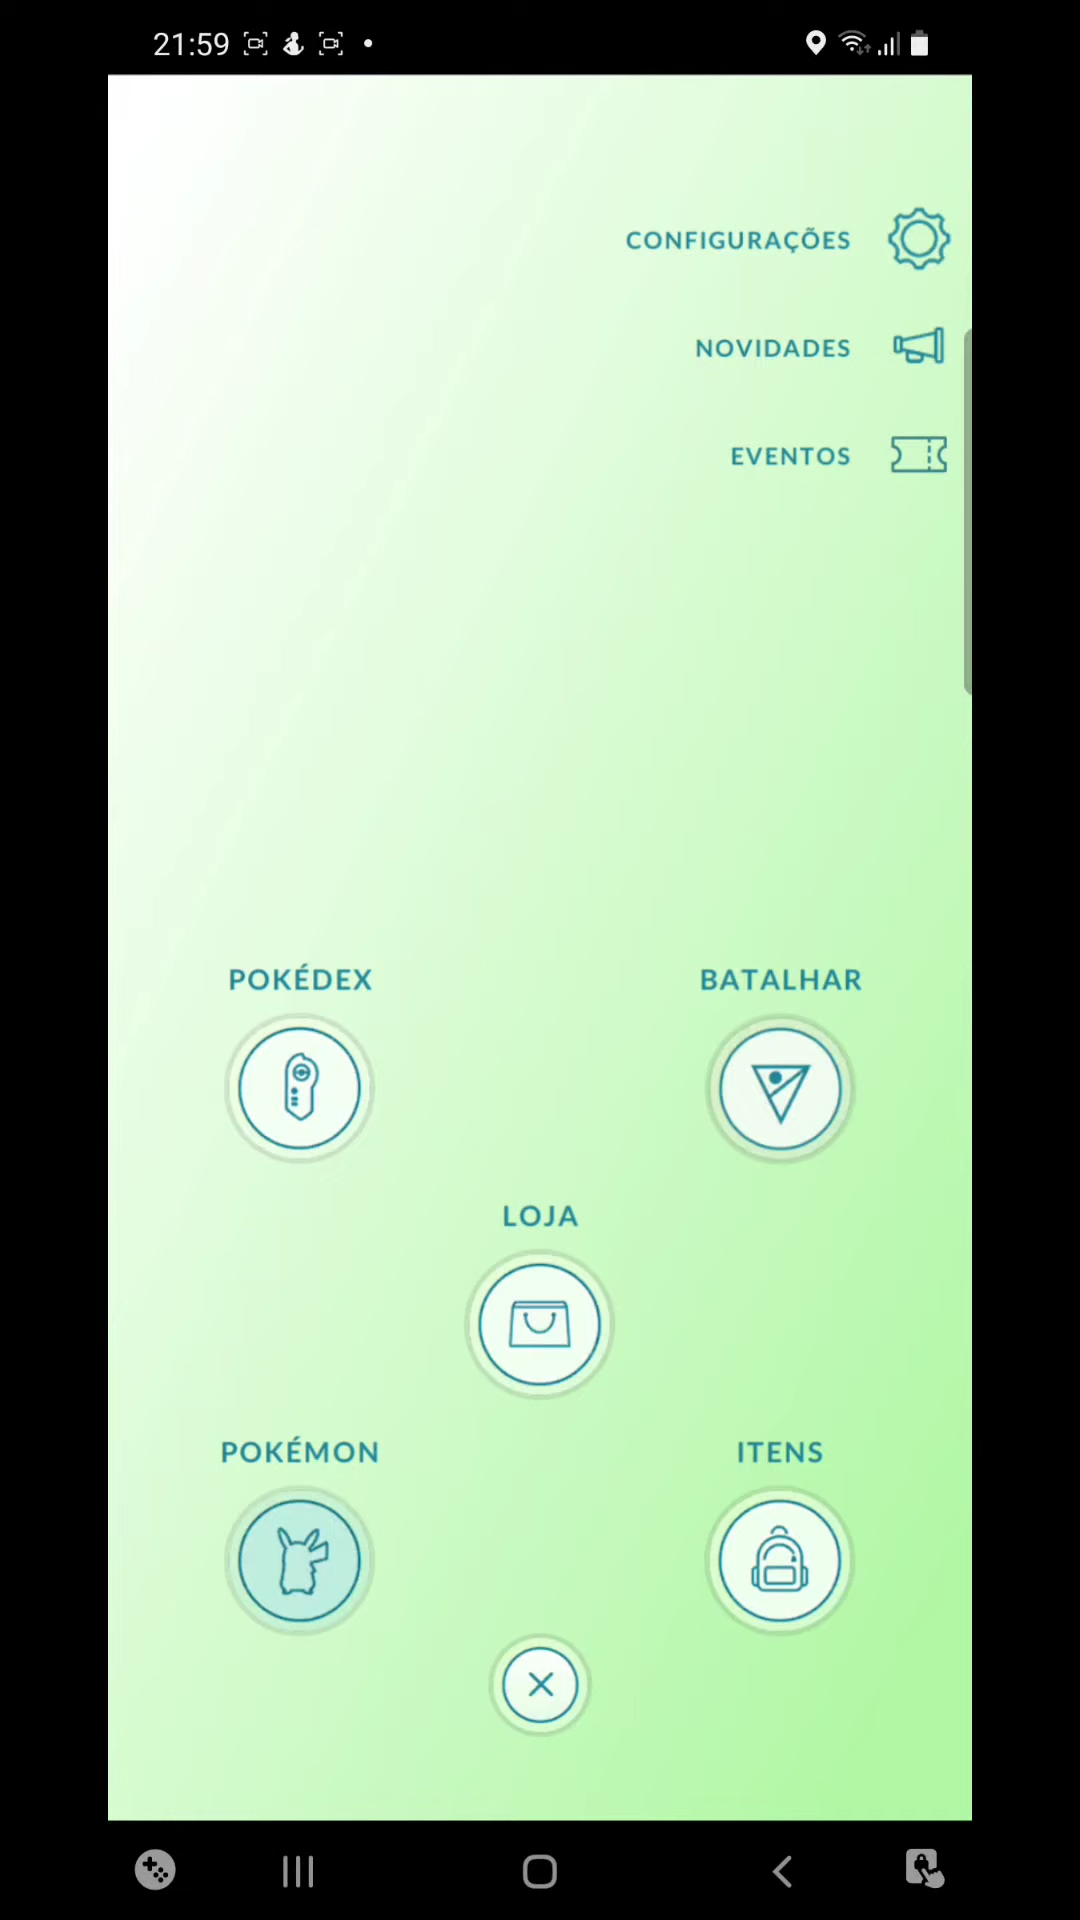 21:59
CONFIGURAÇÕES
NOVIDADES
EVENTOS
POKÉDEX
BATALHAR
LOJA
POKÉMON
ITENS